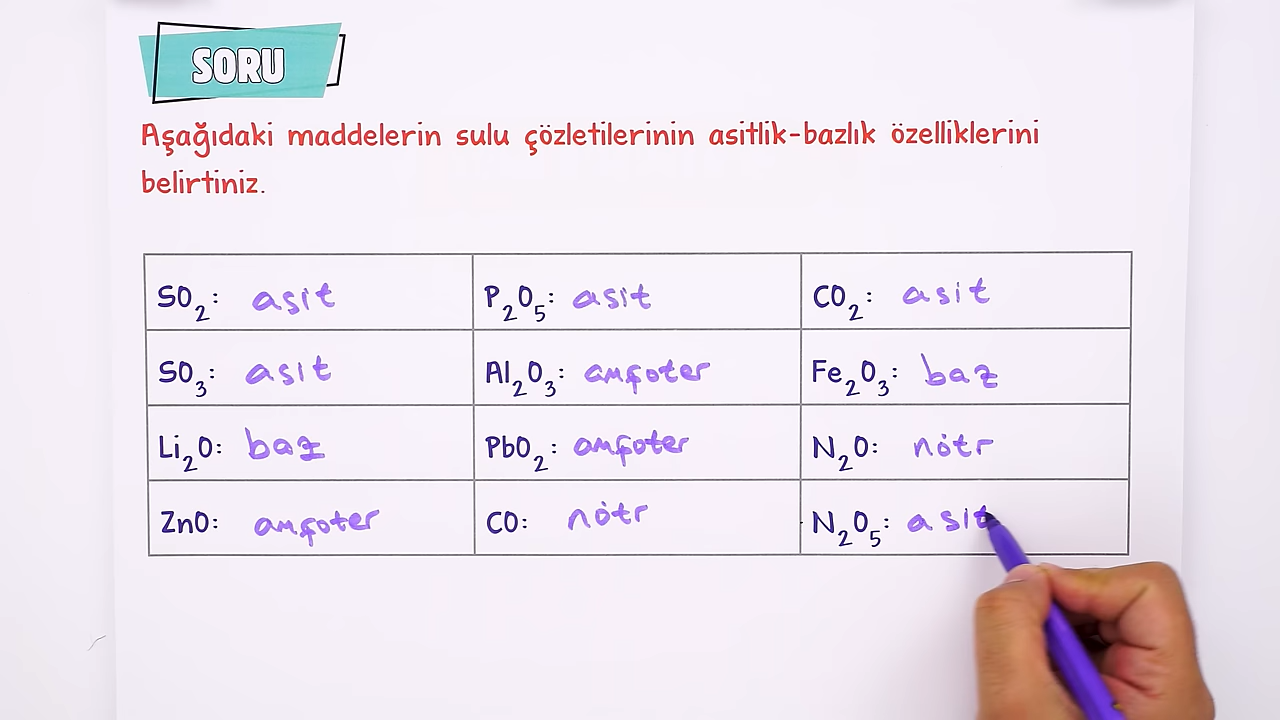 SORU
Aşağıdaki maddelerin sulu çözletilerinin asitlik-bazlık özelliklerini
belirtiniz.
SO₂: asit
P₂O₅: asit
CO₂: asit
SO₃: asit
Al₂O₃: amfoter
Fe₂O₃: baz
Li₂O: baz
PbO₂: amfoter
N₂O: nötr
ZnO: amfoter
CO: nötr
N₂O₅: asit